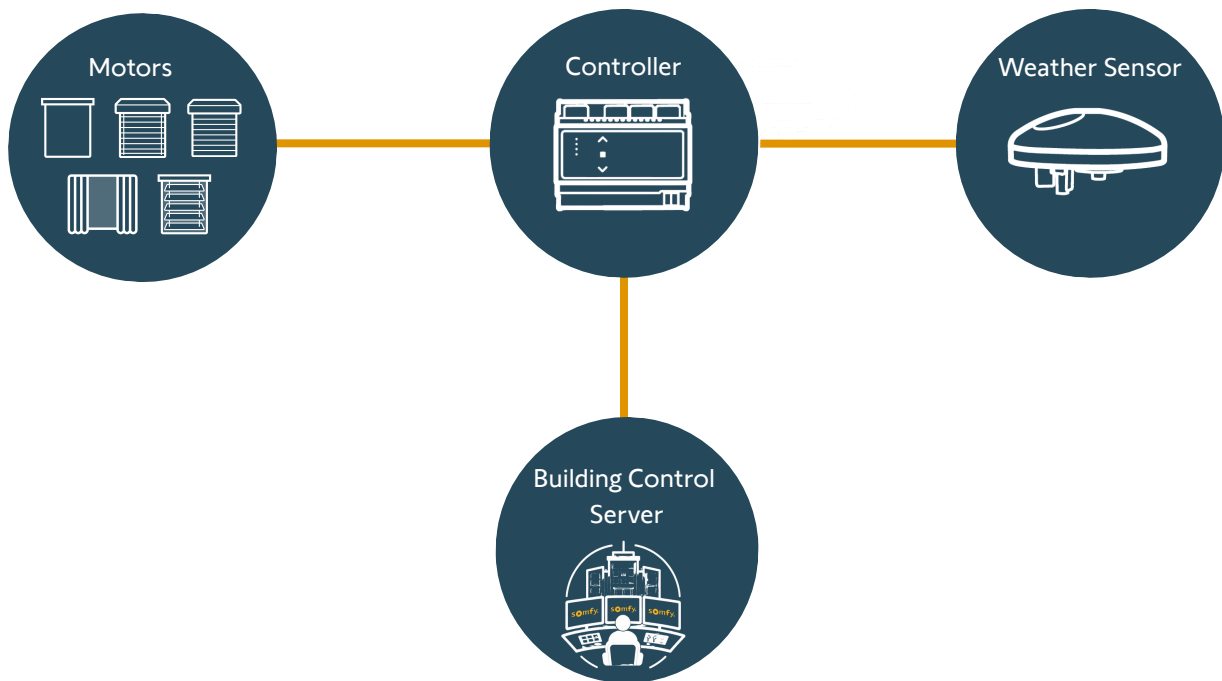 Motors
Controller
Weather Sensor
Building Control
Server
somfy.
somfy.
somfy.